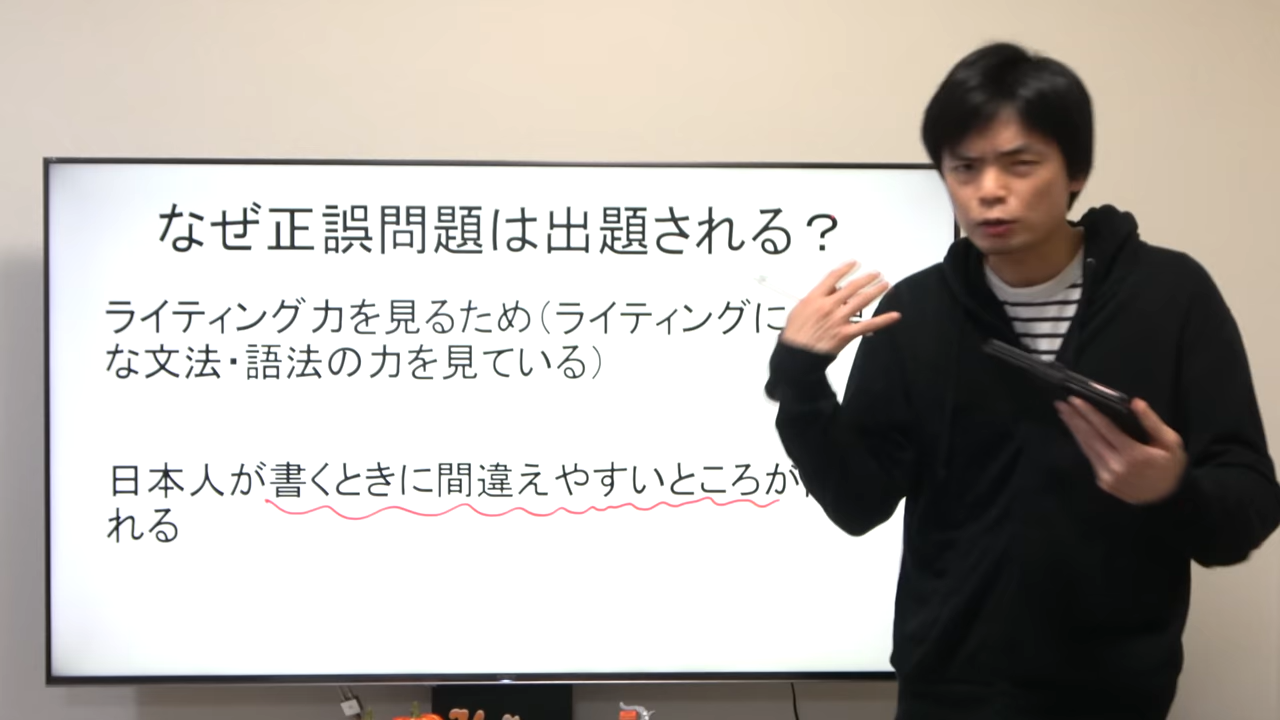 なぜ正誤問題は出題される？
ライティング力を見るため（ライティングに
な文法・語法の力を見ている）
日本人が書くときに間違えやすいところが
れる